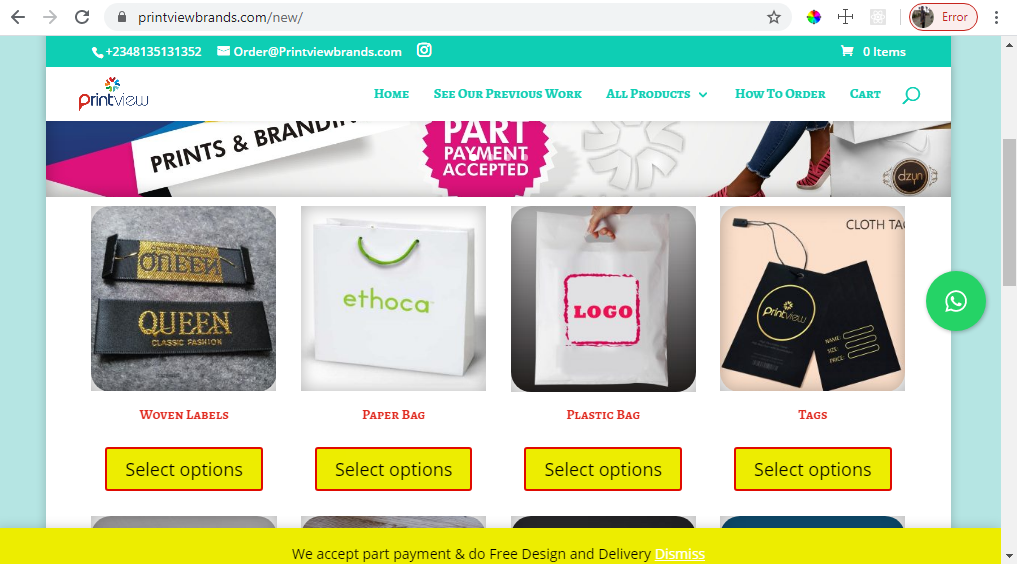 printviewbrands.com/new/
Error
+2348135131352 Order@Printviewbrands.com 0 Items
printview
Home See Our Previous Work All Products How To Order Cart
PRINTS & BRANDIN
PART
PAYMENT
ACCEPTED
dzyn
QUEEN
QUEEN
CLASSIC FASHION
ethoca
LOGO
CLOTH TAG
printview
NAME:
SIZE:
PRICE:
Woven Labels Paper Bag Plastic Bag Tags
Select options Select options Select options Select options
We accept part payment & do Free Design and Delivery Dismiss